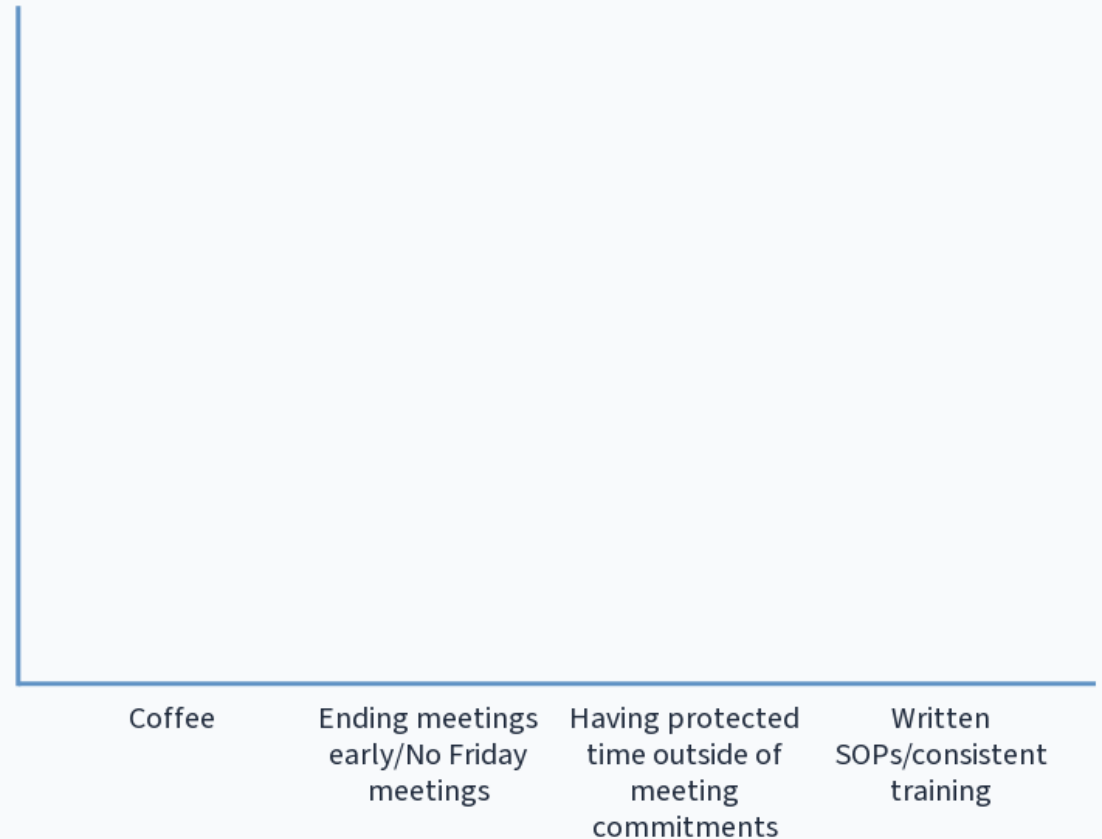 Coffee
Ending meetings
early/No Friday
meetings
Having protected
time outside of
meeting
commitments
Written
SOPs/consistent
training